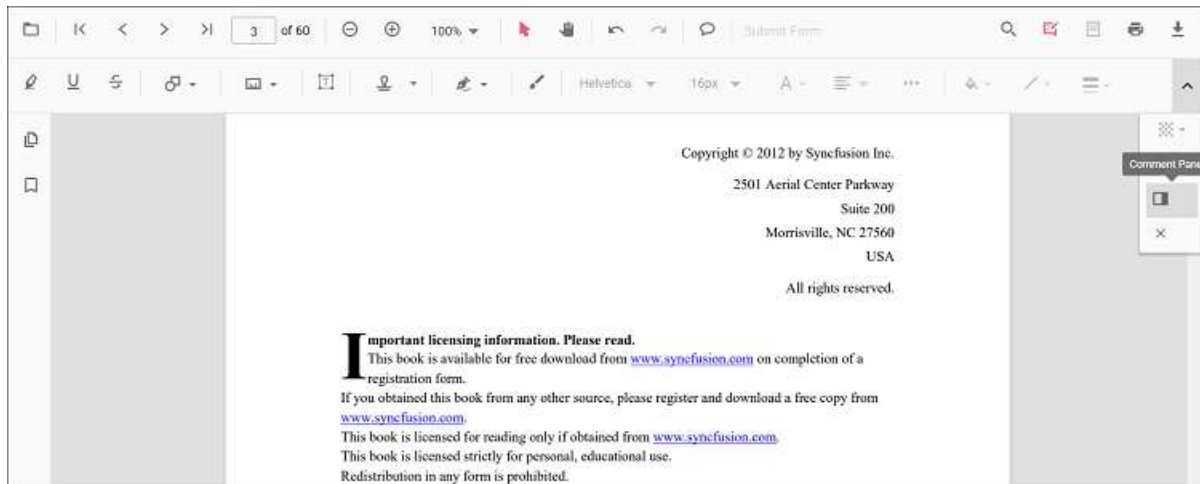 3 of 60 100% Submit Form
Helvetica 16px A
Comment Pane
Copyright © 2012 by Syncfusion Inc.
2501 Aerial Center Parkway
Suite 200
Morrisville, NC 27560
USA
All rights reserved.
Important licensing information. Please read.
This book is available for free download from www.syncfusion.com on completion of a
registration form.
If you obtained this book from any other source, please register and download a free copy from
www.syncfusion.com.
This book is licensed for reading only if obtained from www.syncfusion.com.
This book is licensed strictly for personal, educational use.
Redistribution in any form is prohibited.